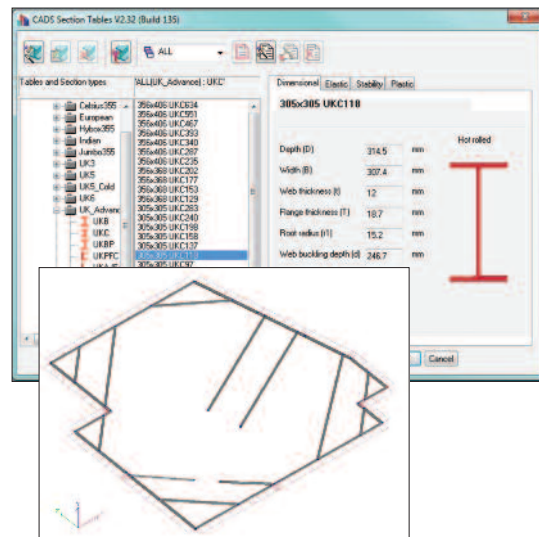 CADS Section Tables V2.32 (Build 135)
ALL
Tables and Section types
'ALL(UK_Advance) : UKC'
Celsius355
European
Hybox355
Indian
Jumbo355
UK3
UK5
UK5_Cold
UK6
UK_Advanc
UKB
UKC
UKBP
UKPFC
356x406 UKC634
356x406 UKC551
356x406 UKC467
356x406 UKC393
356x406 UKC340
356x406 UKC287
356x406 UKC235
356x368 UKC202
356x368 UKC177
356x368 UKC153
356x368 UKC129
305x305 UKC283
305x305 UKC240
305x305 UKC198
305x305 UKC158
305x305 UKC137
305x305 UKC118
305x305 UKC97
Dimensional Elastic Stability Plastic
305x305 UKC118
Hot rolled
Depth (D) 314.5 mm
Width (B) 307.4 mm
Web thickness (t) 12 mm
Flange thickness (T) 18.7 mm
Root radius (r1) 15.2 mm
Web buckling depth (d) 246.7 mm
Cancel